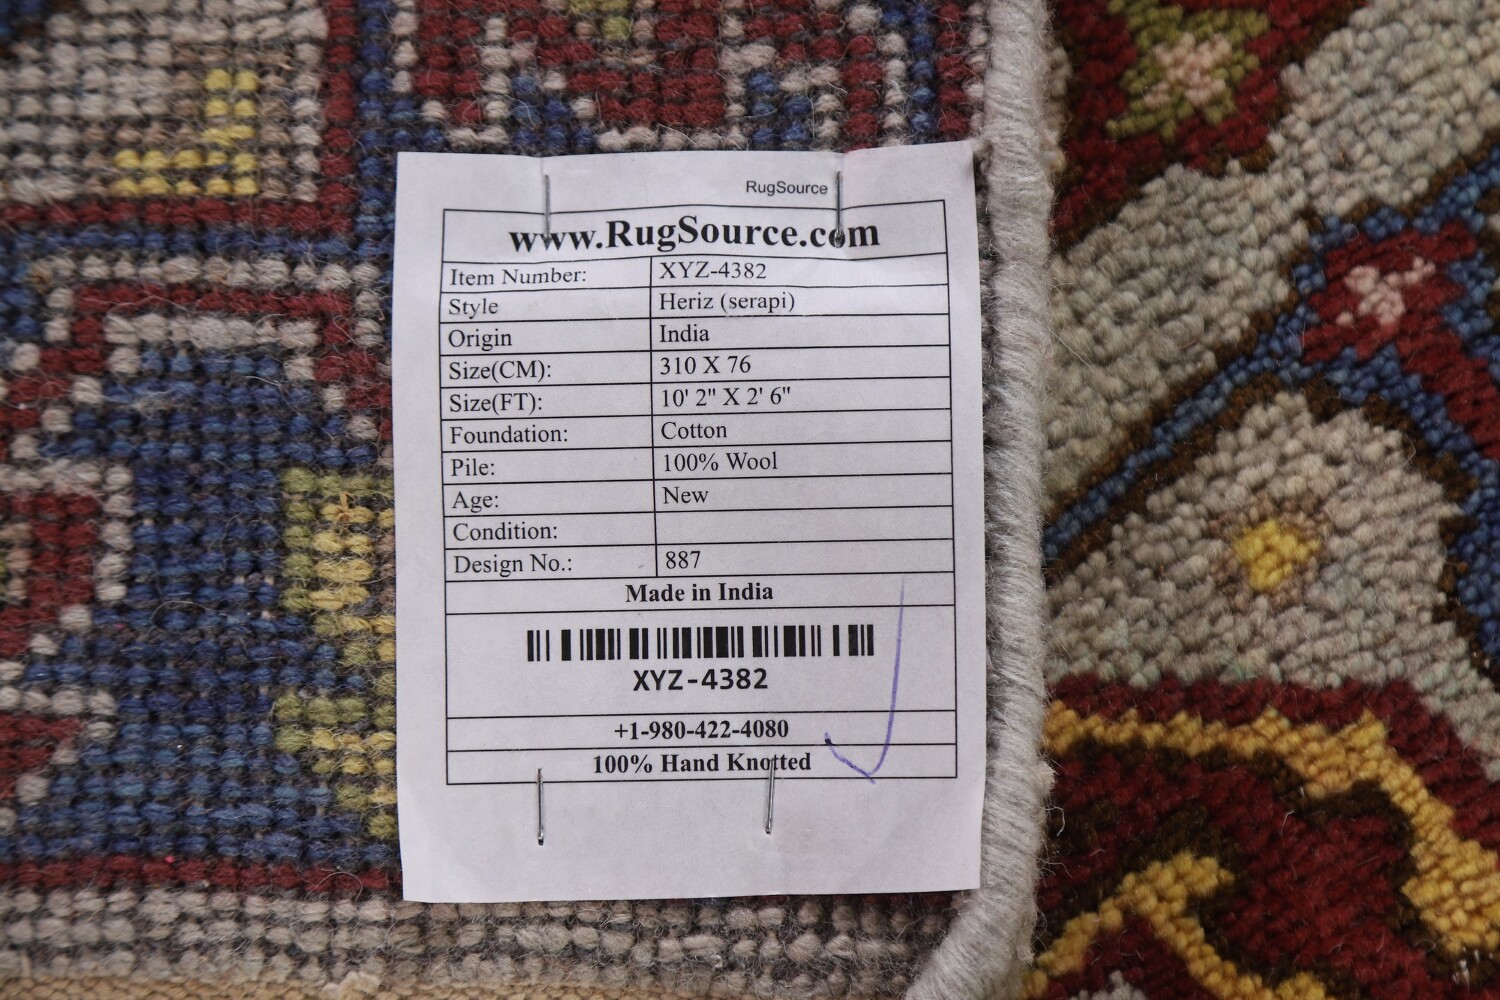 RugSource
www.RugSource.com
Item Number: XYZ-4382
Style Heriz (serapi)
Origin India
Size(CM): 310 X 76
Size(FT): 10' 2" X 2' 6"
Foundation: Cotton
Pile: 100% Wool
Age: New
Condition:
Design No.: 887
Made in India
XYZ-4382
+1-980-422-4080
100% Hand Knotted